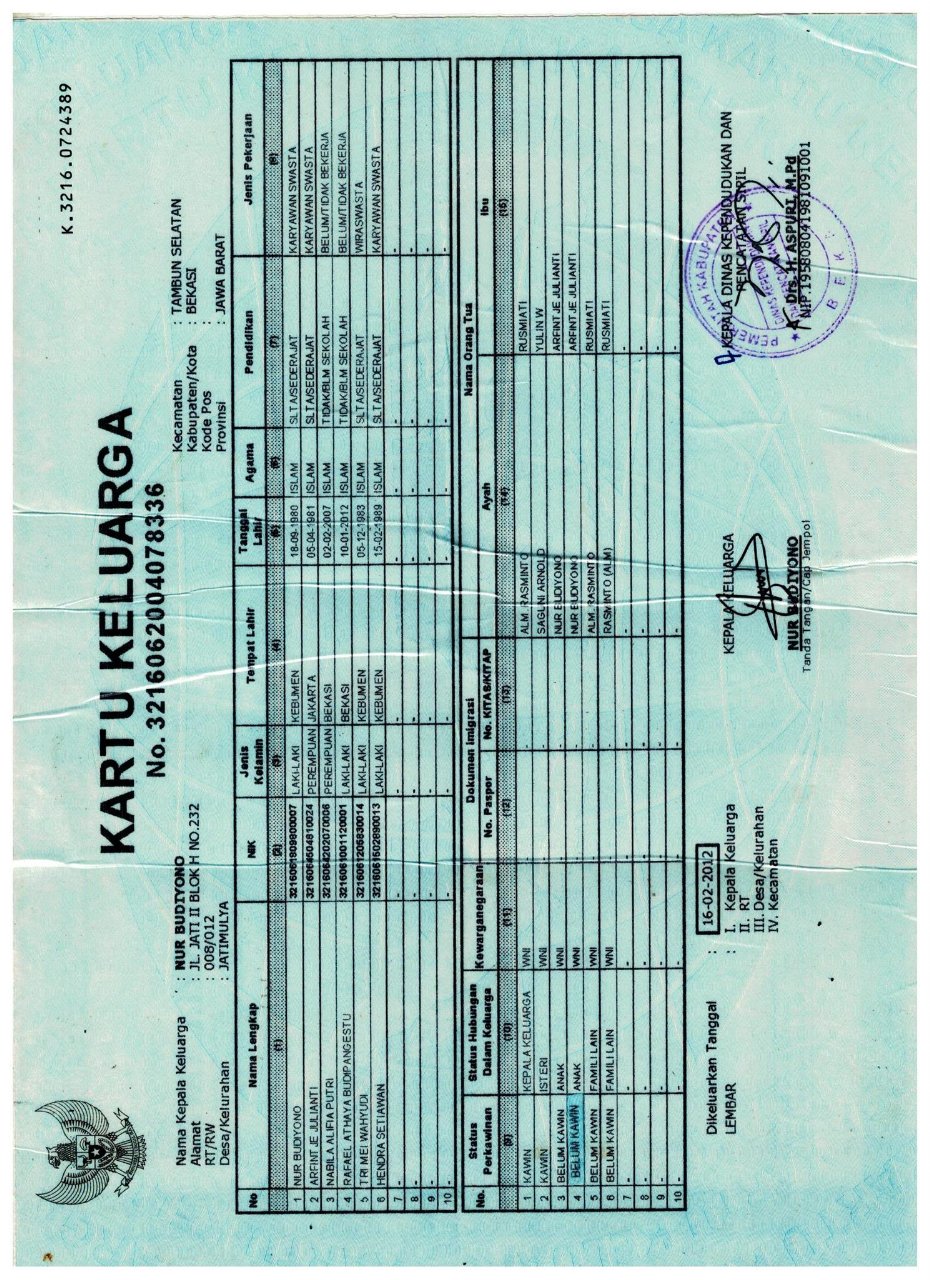 K.3216.0724389
KARTU KELUARGA
No. 3216062004078336
Nama Kepala Keluarga : NUR BUDIYONO
Alamat : JL. JATI II BLOK H NO.232
RT/RW : 008/012
Desa/Kelurahan : JATIMULYA
Kecamatan : TAMBUN SELATAN
Kabupaten/Kota : BEKASI
Kode Pos :
Provinsi : JAWA BARAT
No Nama Lengkap NIK Jenis Kelamin Tempat Lahir Tanggal Lahir Agama Pendidikan Jenis Pekerjaan
(1) (2) (3) (4) (5) (6) (7) (8)
1 NUR BUDIYONO 3216061809800007 LAKI-LAKI KEBUMEN 18-09-1980 ISLAM SLTA/SEDERAJAT KARYAWAN SWASTA
2 ARFINTJE JULIANTI 3216064504810024 PEREMPUAN JAKARTA 05-04-1981 ISLAM SLTA/SEDERAJAT KARYAWAN SWASTA
3 NABILA ALIFIA PUTRI 3216064202070006 PEREMPUAN BEKASI 02-02-2007 ISLAM TIDAK/BLM SEKOLAH BELUM/TIDAK BEKERJA
4 RAFAEL ATHAYA BUDIPANGESTU 3216061001120001 LAKI-LAKI BEKASI 10-01-2012 ISLAM TIDAK/BLM SEKOLAH BELUM/TIDAK BEKERJA
5 TRI MEI WAHYUDI 3216061205830014 LAKI-LAKI KEBUMEN 05-12-1983 ISLAM SLTA/SEDERAJAT WIRASWASTA
6 HENDRA SETIAWAN 3216061502890013 LAKI-LAKI KEBUMEN 15-02-1989 ISLAM SLTA/SEDERAJAT KARYAWAN SWASTA
7 - - - - - - - -
8 - - - - - - - -
9 - - - - - - - -
10 - - - - - - - -
No. Status Perkawinan Status Hubungan Dalam Keluarga Kewarganegaraan Dokumen Imigrasi Nama Orang Tua
No. Paspor No. KITAS/KITAP Ayah Ibu
(9) (10) (11) (12) (13) (14) (15)
1 KAWIN KEPALA KELUARGA WNI - - ALM. RASMINTO RUSMIATI
2 KAWIN ISTERI WNI - - SAGUNI ARNOLD YULIN W
3 BELUM KAWIN ANAK WNI - - NUR BUDIYONO ARFINTJE JULIANTI
4 BELUM KAWIN ANAK WNI - - NUR BUDIYONO ARFINTJE JULIANTI
5 BELUM KAWIN FAMILI LAIN WNI - - ALM. RASMINTO RUSMIATI
6 BELUM KAWIN FAMILI LAIN WNI - - RASMINTO (ALM) RUSMIATI
7 - - - - - - -
8 - - - - - - -
9 - - - - - - -
10 - - - - - - -
Dikeluarkan Tanggal : 16-02-2012
LEMBAR : I. Kepala Keluarga
II. RT
III. Desa/Kelurahan
IV. Kecamatan
KEPALA KELUARGA
NUR BUDIYONO
Tanda Tangan/Cap Jempol
KEPALA DINAS KEPENDUDUKAN DAN
PENCATATAN SIPIL
Drs. H. ASPURI, M.Pd
NIP.195808041981091001